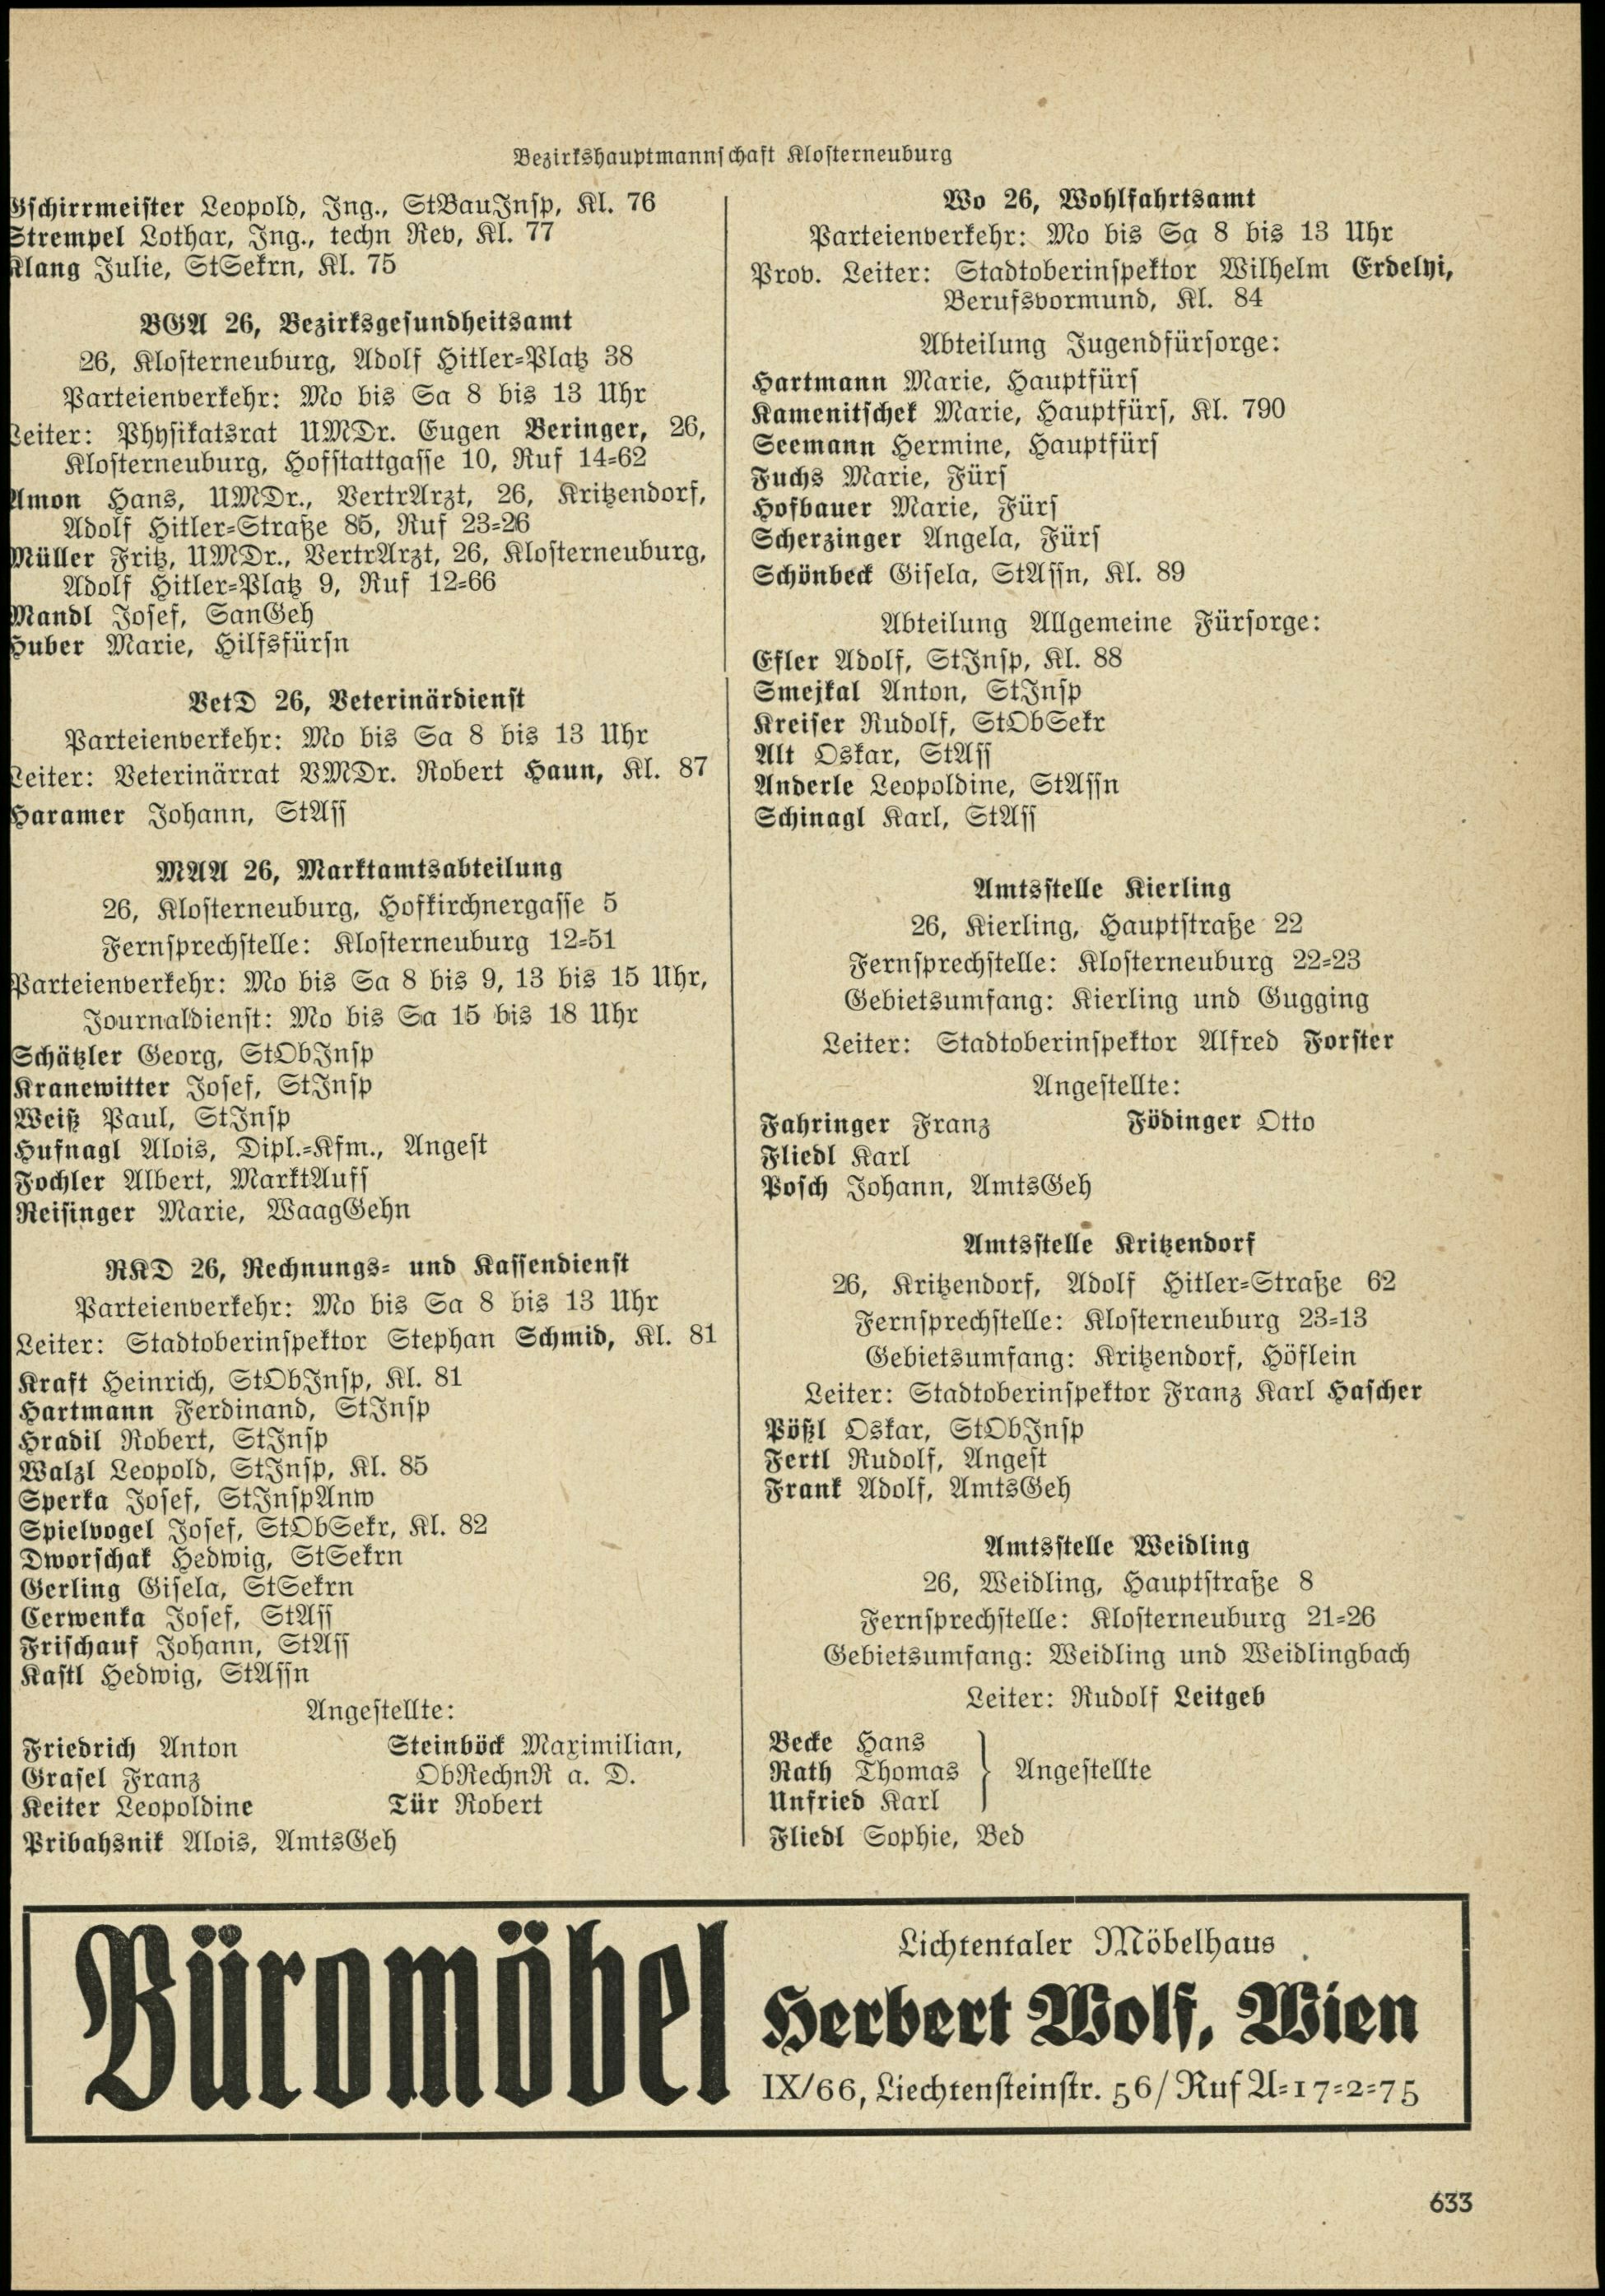 Bezirkshauptmannschaft Klosterneuburg
Gschirrmeister Leopold, Ing., StBauInsp, Kl. 76
Strempel Lothar, Ing., techn Rev, Kl. 77
Klang Julie, StSekrn, Kl. 75
BGA 26, Bezirksgesundheitsamt
26, Klosterneuburg, Adolf Hitler-Platz 38
Parteienverkehr: Mo bis Sa 8 bis 13 Uhr
Leiter: Physikatsrat UMDr. Eugen Beringer, 26,
Klosterneuburg, Hofstattgasse 10, Ruf 14-62
Amon Hans, UMDr., VertrArzt, 26, Kritzendorf,
Adolf Hitler-Straße 85, Ruf 23-26
Müller Fritz, UMDr., VertrArzt, 26, Klosterneuburg,
Adolf Hitler-Platz 9, Ruf 12-66
Mandl Josef, SanGeh
Huber Marie, Hilfsfürsn
VetD 26, Veterinärdienst
Parteienverkehr: Mo bis Sa 8 bis 13 Uhr
Leiter: Veterinärrat VMDr. Robert Haun, Kl. 87
Haramer Johann, StAss
MAA 26, Marktamtsabteilung
26, Klosterneuburg, Hofkirchnergasse 5
Fernsprechstelle: Klosterneuburg 12-51
Parteienverkehr: Mo bis Sa 8 bis 9, 13 bis 15 Uhr,
Journaldienst: Mo bis Sa 15 bis 18 Uhr
Schätzler Georg, StObInsp
Kranewitter Josef, StInsp
Weiß Paul, StInsp
Hufnagl Alois, Dipl.-Kfm., Angest
Fochler Albert, MarktAufs
Reisinger Marie, WaagGehn
RKD 26, Rechnungs- und Kassendienst
Parteienverkehr: Mo bis Sa 8 bis 13 Uhr
Leiter: Stadtoberinspektor Stephan Schmid, Kl. 81
Kraft Heinrich, StObInsp, Kl. 81
Hartmann Ferdinand, StInsp
Hradil Robert, StInsp
Walzl Leopold, StInsp, Kl. 85
Sperka Josef, StInspAnw
Spielvogel Josef, StObSekr, Kl. 82
Dworschak Hedwig, StSekrn
Gerling Gisela, StSekrn
Cerwenka Josef, StAss
Frischauf Johann, StAss
Kastl Hedwig, StAssn
Angestellte:
Friedrich Anton
Grasel Franz
Keiter Leopoldine
Steinböck Maximilian,
ObRechnR a. D.
Tür Robert
Pribahsnik Alois, AmtsGeh
Wo 26, Wohlfahrtsamt
Parteienverkehr: Mo bis Sa 8 bis 13 Uhr
Prov. Leiter: Stadtoberinspektor Wilhelm Erdelyi,
Berufsvormund, Kl. 84
Abteilung Jugendfürsorge:
Hartmann Marie, Hauptfürs
Kamenitschek Marie, Hauptfürs, Kl. 790
Seemann Hermine, Hauptfürs
Fuchs Marie, Fürs
Hofbauer Marie, Fürs
Scherzinger Angela, Fürs
Schönbeck Gisela, StAssn, Kl. 89
Abteilung Allgemeine Fürsorge:
Efler Adolf, StInsp, Kl. 88
Smejkal Anton, StInsp
Kreiser Rudolf, StObSekr
Alt Oskar, StAss
Anderle Leopoldine, StAssn
Schinagl Karl, StAss
Amtsstelle Kierling
26, Kierling, Hauptstraße 22
Fernsprechstelle: Klosterneuburg 22-23
Gebietsumfang: Kierling und Gugging
Leiter: Stadtoberinspektor Alfred Forster
Angestellte:
Fahringer Franz
Födinger Otto
Fliedl Karl
Posch Johann, AmtsGeh
Amtsstelle Kritzendorf
26, Kritzendorf, Adolf Hitler-Straße 62
Fernsprechstelle: Klosterneuburg 23-13
Gebietsumfang: Kritzendorf, Höflein
Leiter: Stadtoberinspektor Franz Karl Hascher
Pößl Oskar, StObInsp
Fertl Rudolf, Angest
Frank Adolf, AmtsGeh
Amtsstelle Weidling
26, Weidling, Hauptstraße 8
Fernsprechstelle: Klosterneuburg 21-26
Gebietsumfang: Weidling und Weidlingbach
Leiter: Rudolf Leitgeb
Becke Hans
Rath Thomas } Angestellte
Unfried Karl
Fliedl Sophie, Bed
Büromöbel
Lichtentaler Möbelhaus
Herbert Wolf, Wien
IX/66, Liechtensteinstr. 56/ Ruf A-17-2-75
633